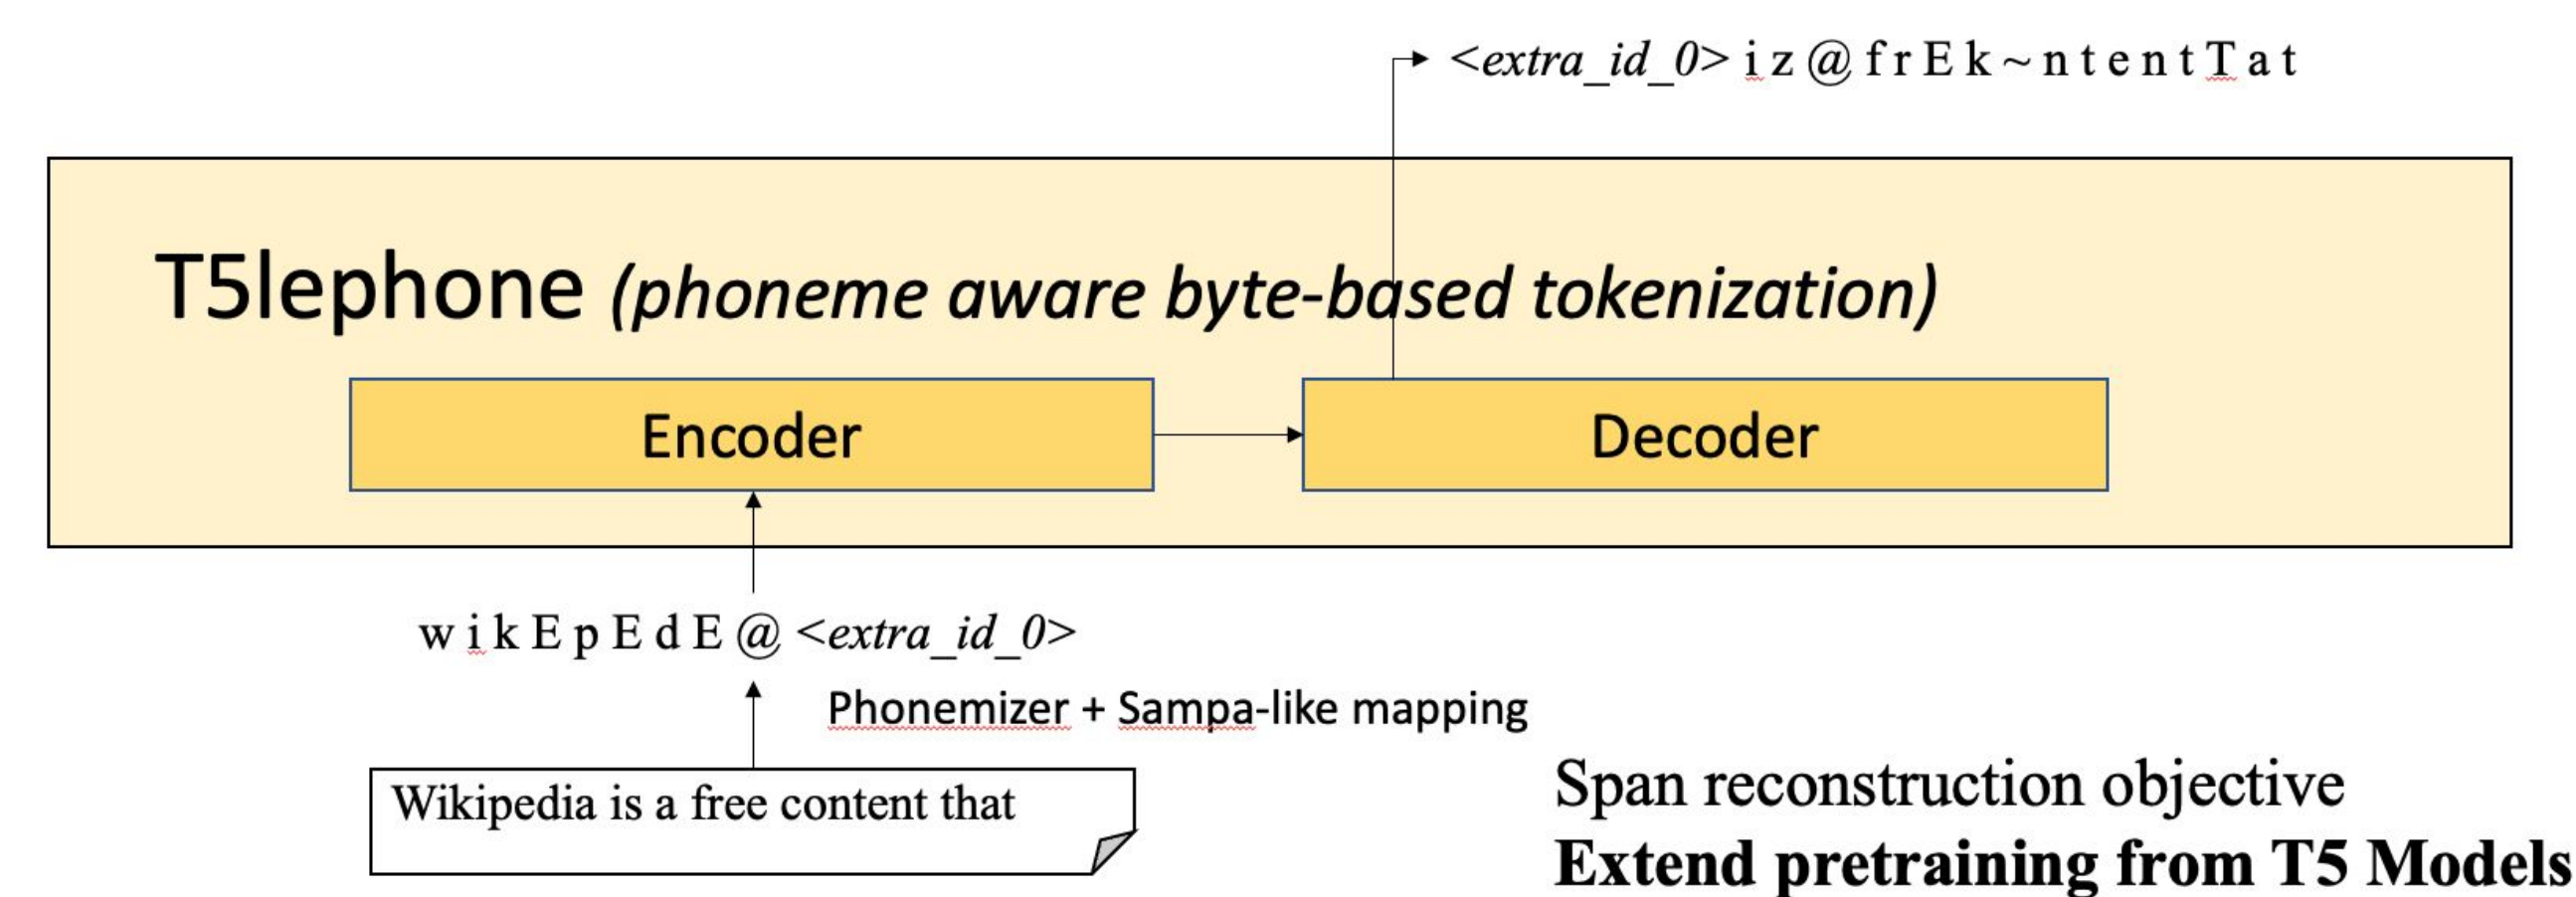 <extra_id_0> i z @ f r E k ~ n t e n t T a t
T5lephone (phoneme aware byte-based tokenization)
Encoder
Decoder
w i k E p E d E @ <extra_id_0>
Phonemizer + Sampa-like mapping
Wikipedia is a free content that
Span reconstruction objective
Extend pretraining from T5 Models